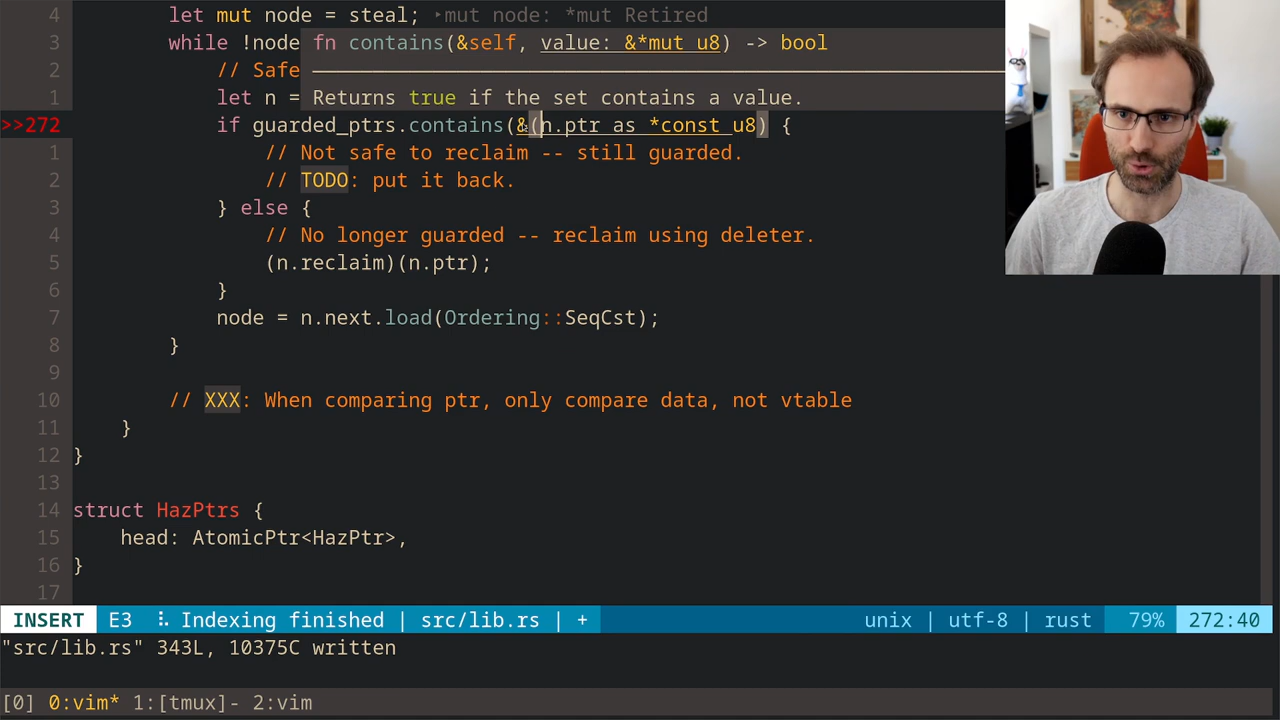 4 let mut node = steal; ▸mut node: *mut Retired
3 while !node fn contains(&self, value: &*mut u8) -> bool
2 // Safe
1 let n = Returns true if the set contains a value.
>>272 if guarded_ptrs.contains(&(n.ptr as *const u8) {
1 // Not safe to reclaim -- still guarded.
2 // TODO: put it back.
3 } else {
4 // No longer guarded -- reclaim using deleter.
5 (n.reclaim)(n.ptr);
6 }
7 node = n.next.load(Ordering::SeqCst);
8 }
9
10 // XXX: When comparing ptr, only compare data, not vtable
11 }
12 }
13
14 struct HazPtrs {
15 head: AtomicPtr<HazPtr>,
16 }
17
INSERT E3 ⠧ Indexing finished | src/lib.rs | + unix | utf-8 | rust 79% 272:40
"src/lib.rs" 343L, 10375C written
[0] 0:vim* 1:[tmux]- 2:vim